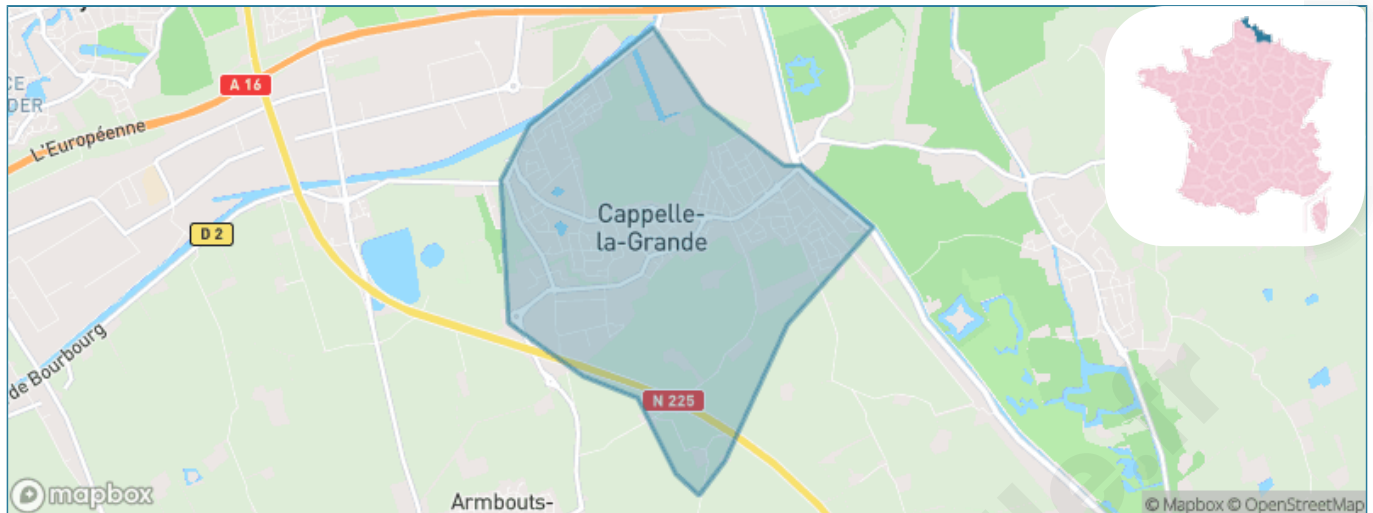 CE
DER
A 16
L'Européenne
D 2
Cappelle-
la-Grande
de Bourbourg
N 225
Armbouts-
mapbox
© Mapbox © OpenStreetMap